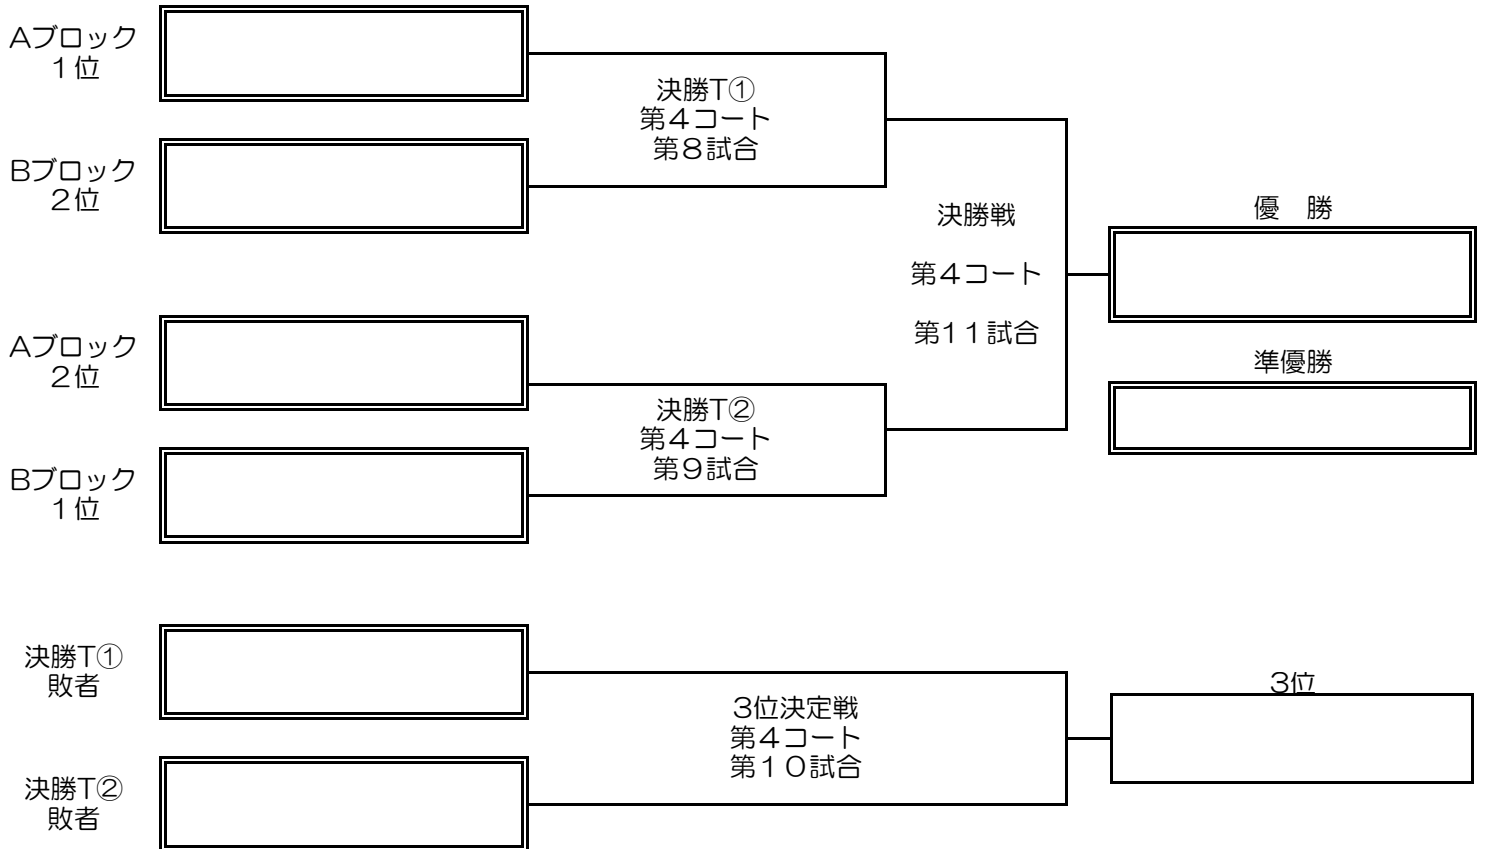 Aブロック
１位
決勝T①
第４コート
第８試合
Bブロック
２位
決勝戦
第４コート
第１１試合
優　勝
準優勝
Aブロック
２位
決勝T②
第４コート
第９試合
Bブロック
１位
決勝T①
敗者
3位決定戦
第４コート
第１０試合
3位
決勝T②
敗者